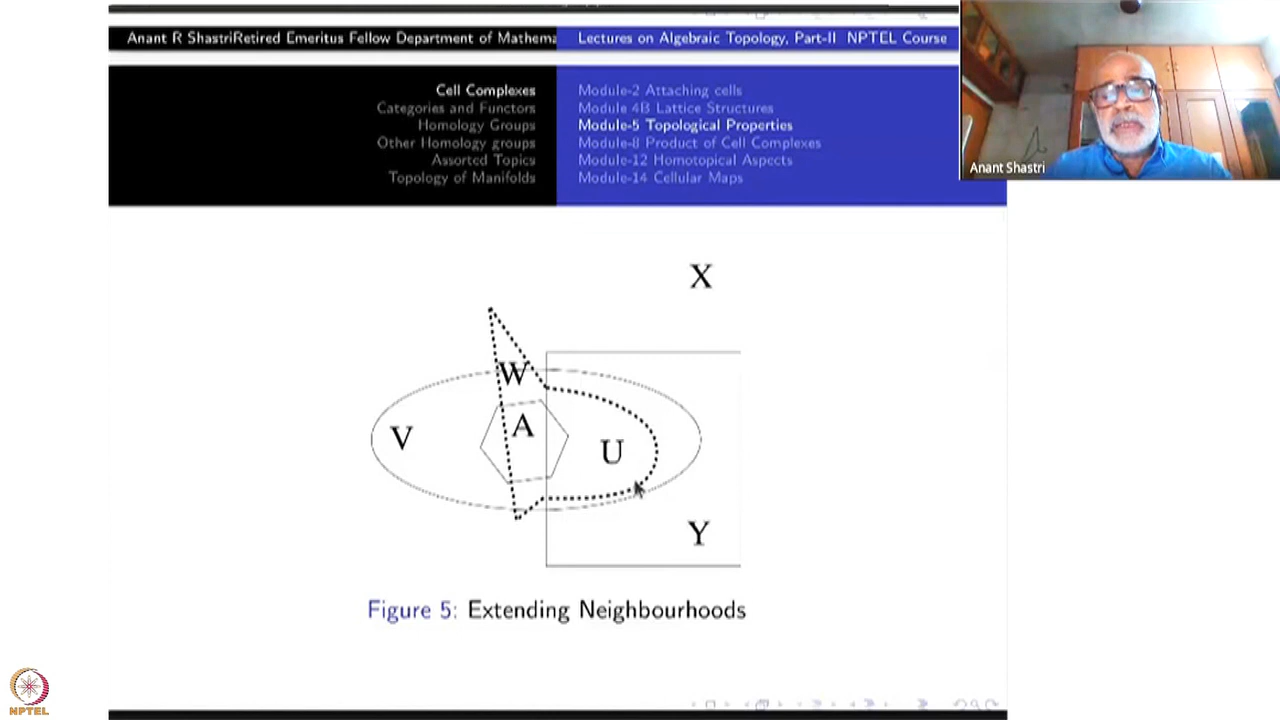 Anant R ShastriRetired Emeritus Fellow Department of Mathema
Lectures on Algebraic Topology, Part-II NPTEL Course
Cell Complexes
Categories and Functors
Homology Groups
Other Homology groups
Assorted Topics
Topology of Manifolds
Module-2 Attaching cells
Module 4B Lattice Structures
Module-5 Topological Properties
Module-8 Product of Cell Complexes
Module-12 Homotopical Aspects
Module-14 Cellular Maps
Anant Shastri
X
W
A
V
U
Y
Figure 5: Extending Neighbourhoods
NPTEL